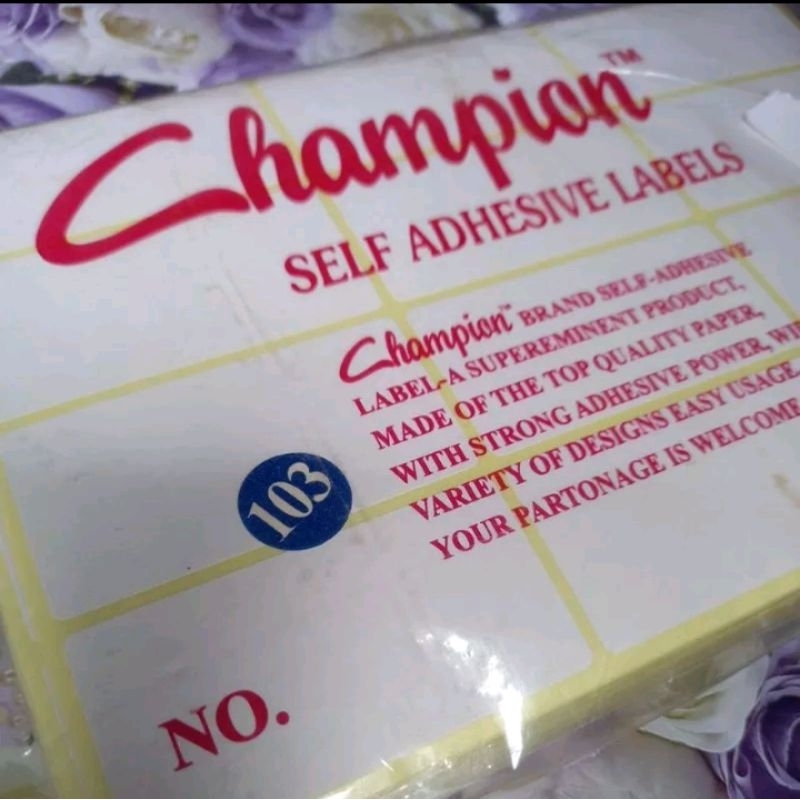 Champion™
SELF ADHESIVE LABELS
Champion™ BRAND SELF-ADHESIVE
LABEL-A SUPEREMINENT PRODUCT,
MADE OF THE TOP QUALITY PAPER,
WITH STRONG ADHESIVE POWER,
VARIETY OF DESIGNS EASY USAGE.
YOUR PARTONAGE IS WELCOME
103
NO.